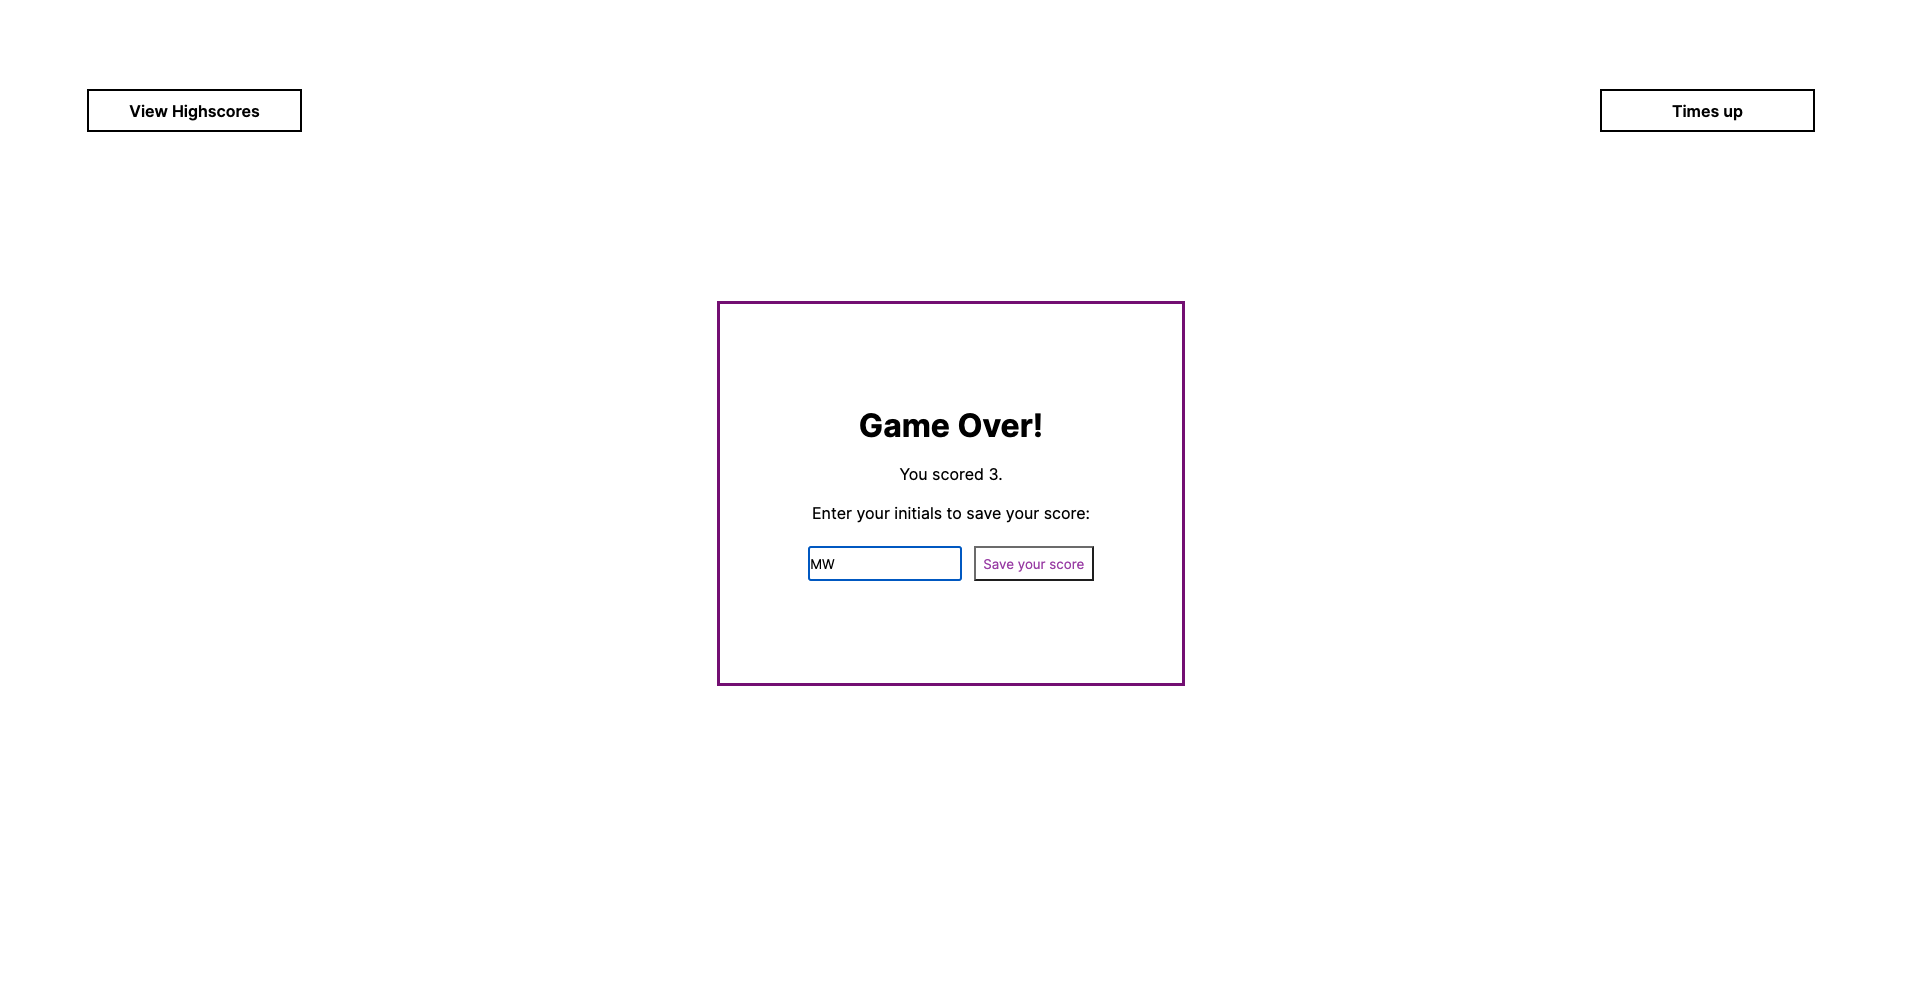 View Highscores
Times up
Game Over!
You scored 3.
Enter your initials to save your score:
MW
Save your score